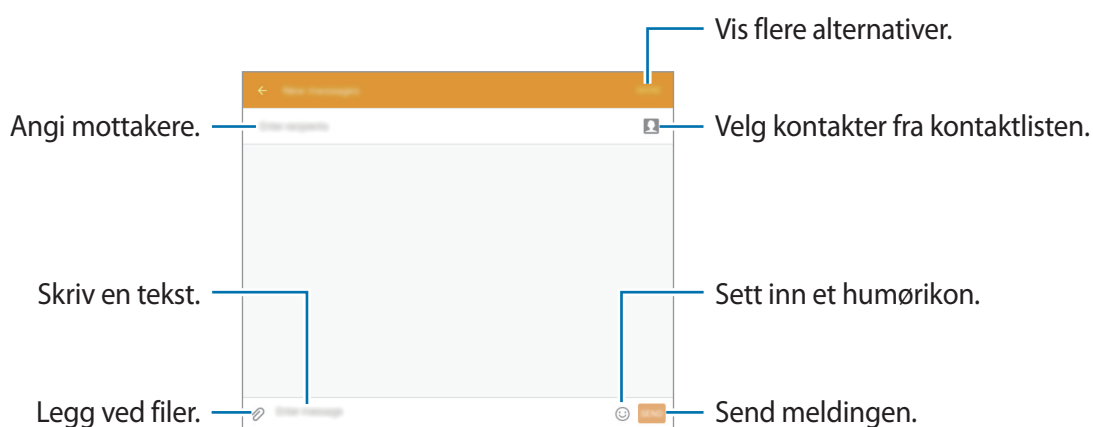 Vis flere alternativer.
Angi mottakere.
Velg kontakter fra kontaktlisten.
Skriv en tekst.
Sett inn et humørikon.
Legg ved filer.
SEND
Send meldingen.